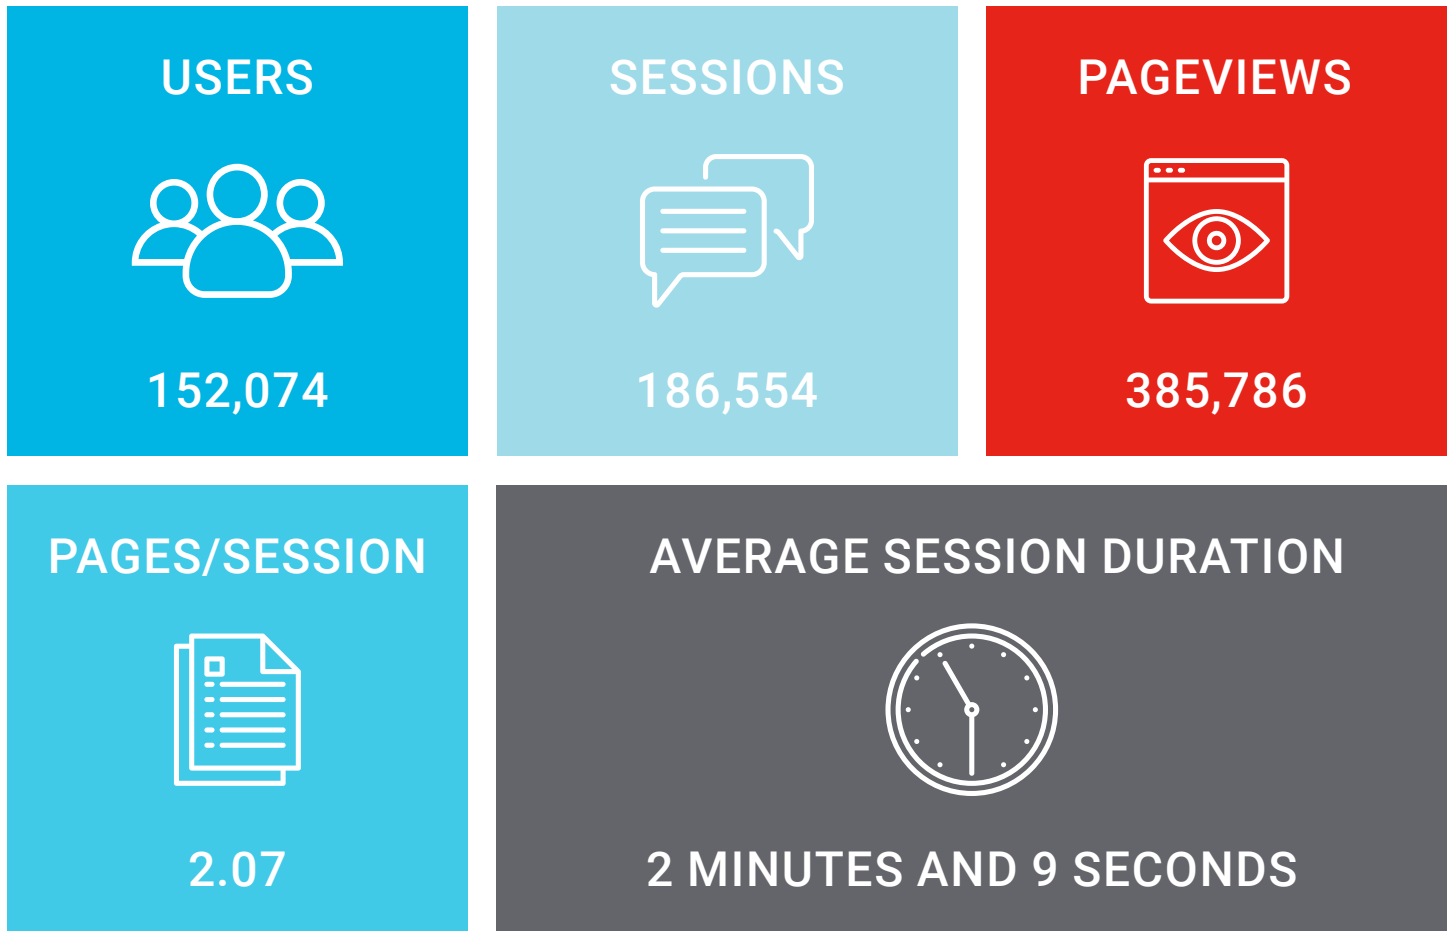 USERS
152,074
SESSIONS
186,554
PAGEVIEWS
385,786
PAGES/SESSION
2.07
AVERAGE SESSION DURATION
2 MINUTES AND 9 SECONDS